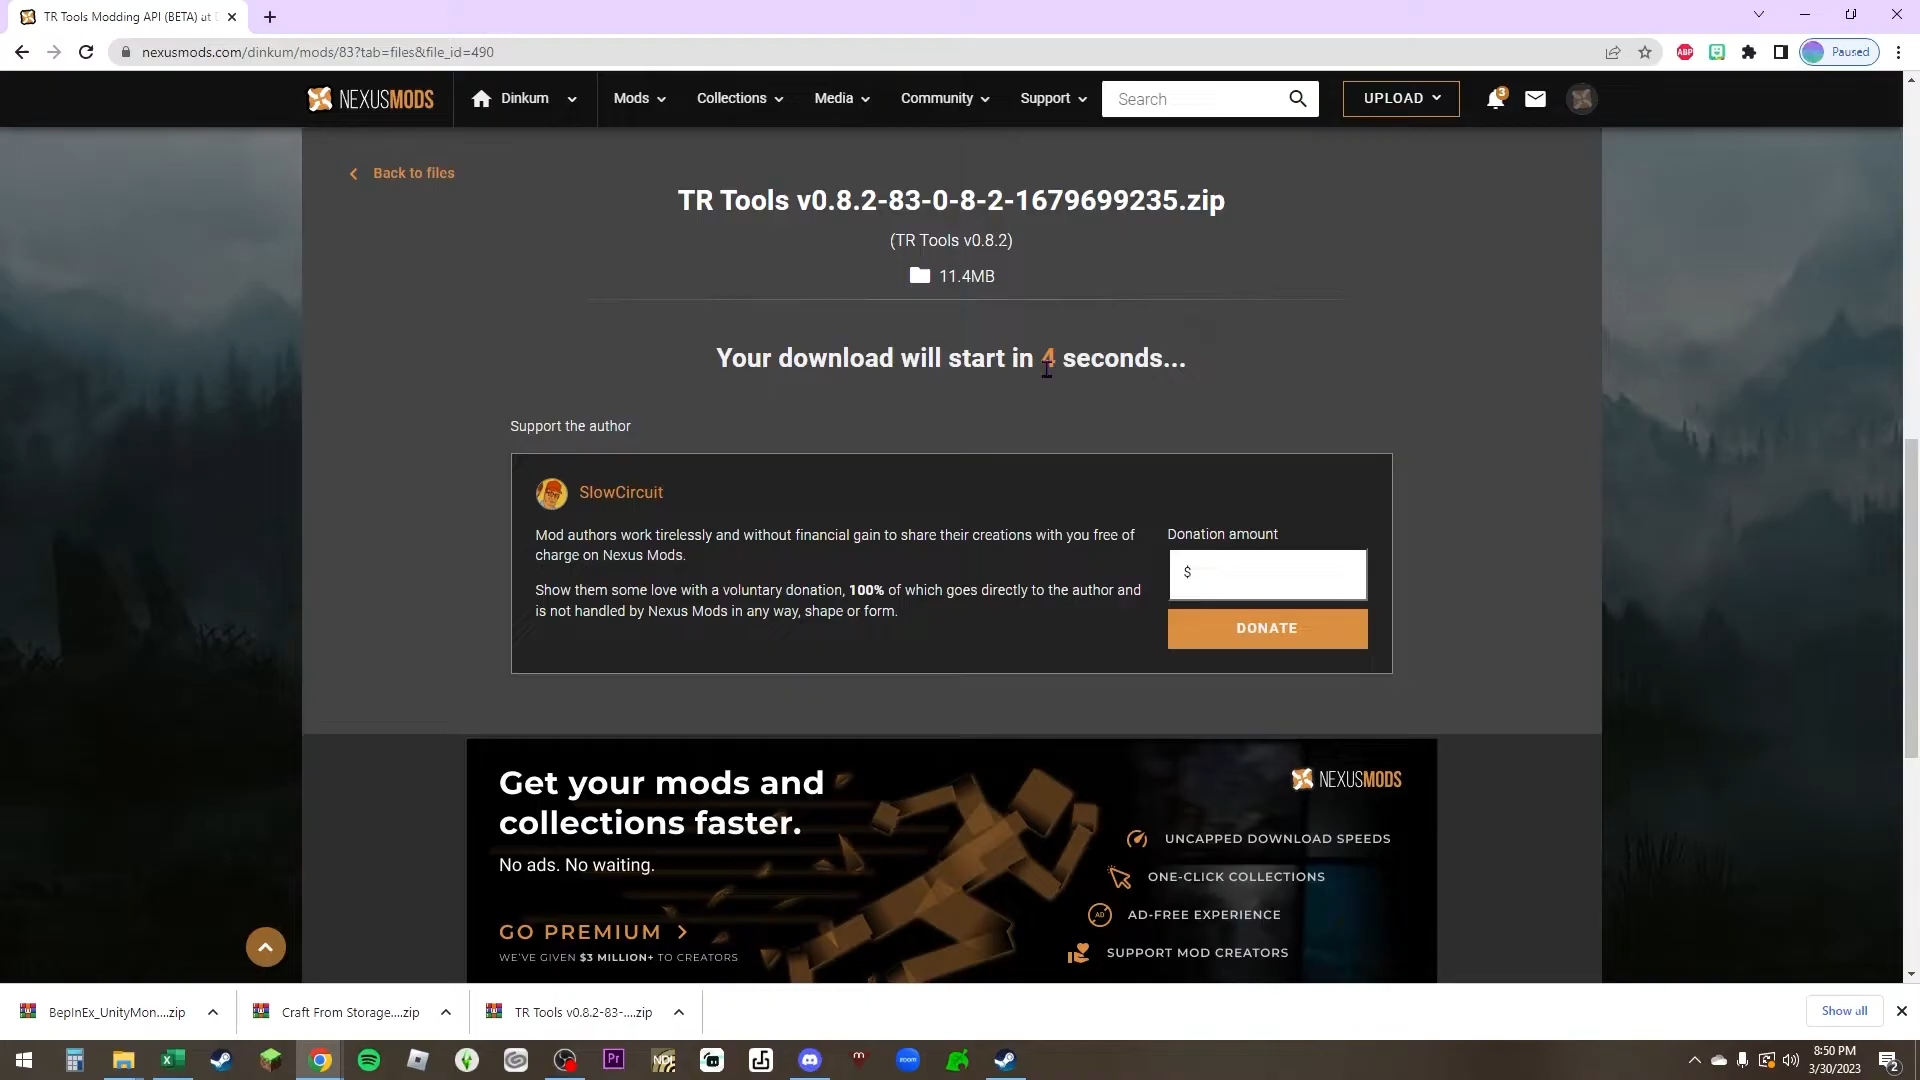 TR Tools Modding API (BETA) at D
nexusmods.com/dinkum/mods/83?tab=files&file_id=490
ABP
Paused
NEXUSMODS
Dinkum
Mods
Collections
Media
Community
Support
Search
UPLOAD
3
Back to files
TR Tools v0.8.2-83-0-8-2-1679699235.zip
(TR Tools v0.8.2)
11.4MB
Your download will start in 4 seconds...
Support the author
SlowCircuit
Mod authors work tirelessly and without financial gain to share their creations with you free of
charge on Nexus Mods.
Show them some love with a voluntary donation, 100% of which goes directly to the author and
is not handled by Nexus Mods in any way, shape or form.
Donation amount
$
DONATE
Get your mods and
collections faster.
No ads. No waiting.
GO PREMIUM
WE'VE GIVEN $3 MILLION+ TO CREATORS
NEXUSMODS
UNCAPPED DOWNLOAD SPEEDS
ONE-CLICK COLLECTIONS
AD
AD-FREE EXPERIENCE
SUPPORT MOD CREATORS
BepInEx_UnityMon....zip
Craft From Storage....zip
TR Tools v0.8.2-83-....zip
Show all
Pr
zoom
8:50 PM
3/30/2023
2